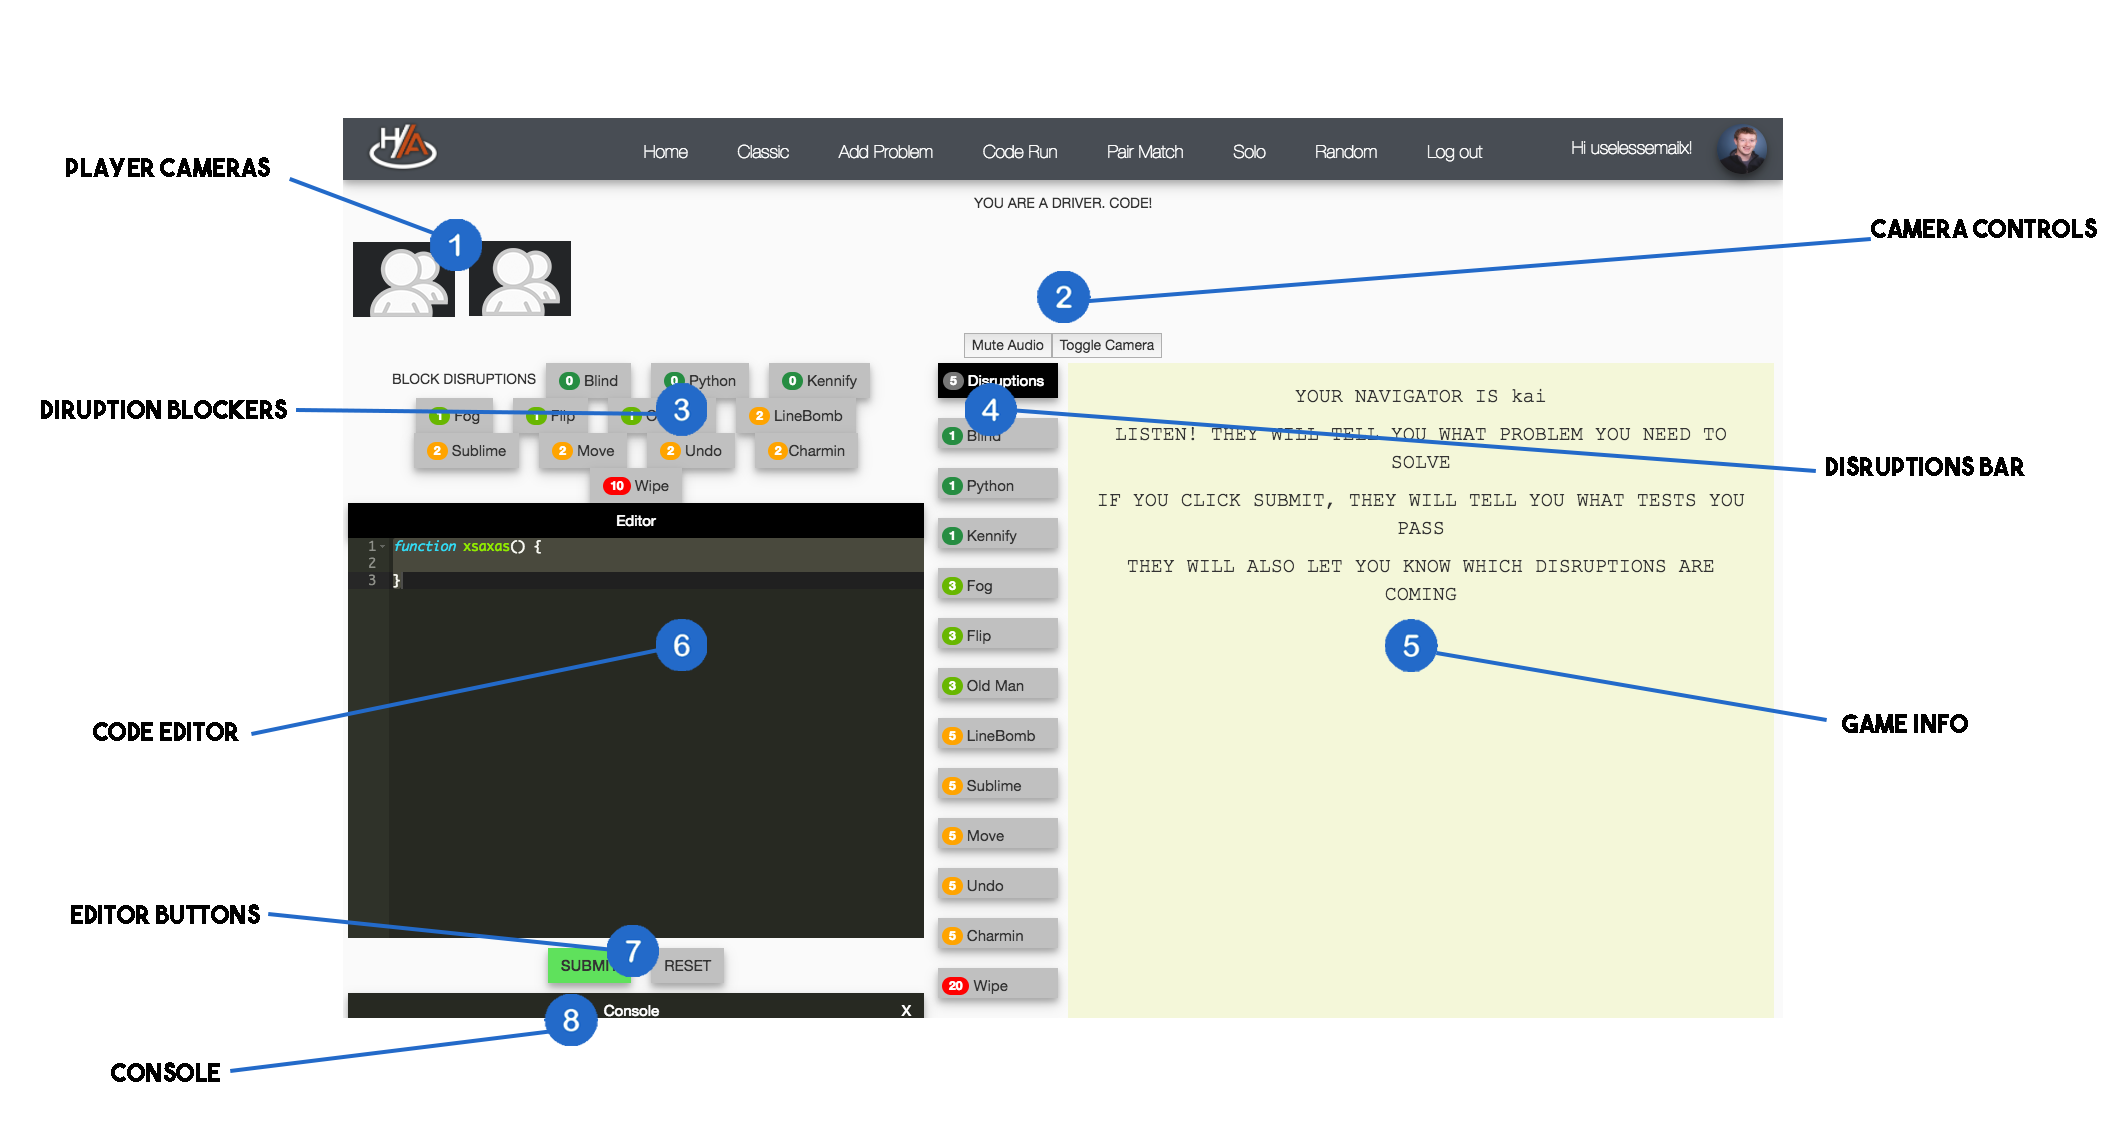 H/A
Home Classic Add Problem Code Run Pair Match Solo Random Log out Hi uselessemailx!
PLAYER CAMERAS
YOU ARE A DRIVER. CODE!
1
CAMERA CONTROLS
2
Mute Audio Toggle Camera
BLOCK DISRUPTIONS 0 Blind 0 Python 0 Kennify
DIRUPTION BLOCKERS
1 Fog 1 Flip 1 3 2 LineBomb
2 Sublime 2 Move 2 Undo 2 Charmin
10 Wipe
5 Disruptions
4
1 Blind
1 Python
1 Kennify
3 Fog
3 Flip
3 Old Man
5 LineBomb
5 Sublime
5 Move
5 Undo
5 Charmin
20 Wipe
YOUR NAVIGATOR IS kai
LISTEN! THEY WILL TELL YOU WHAT PROBLEM YOU NEED TO
SOLVE
IF YOU CLICK SUBMIT, THEY WILL TELL YOU WHAT TESTS YOU
PASS
THEY WILL ALSO LET YOU KNOW WHICH DISRUPTIONS ARE
COMING
DISRUPTIONS BAR
5
GAME INFO
Editor
1 function xsaxas() {
2
3 }
6
CODE EDITOR
EDITOR BUTTONS
7
SUBMIT RESET
Console X
8
CONSOLE